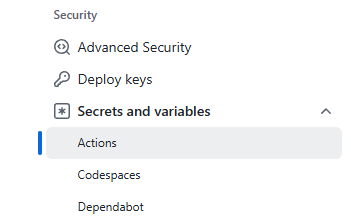 Security
Advanced Security
Deploy keys
Secrets and variables
Actions
Codespaces
Dependabot